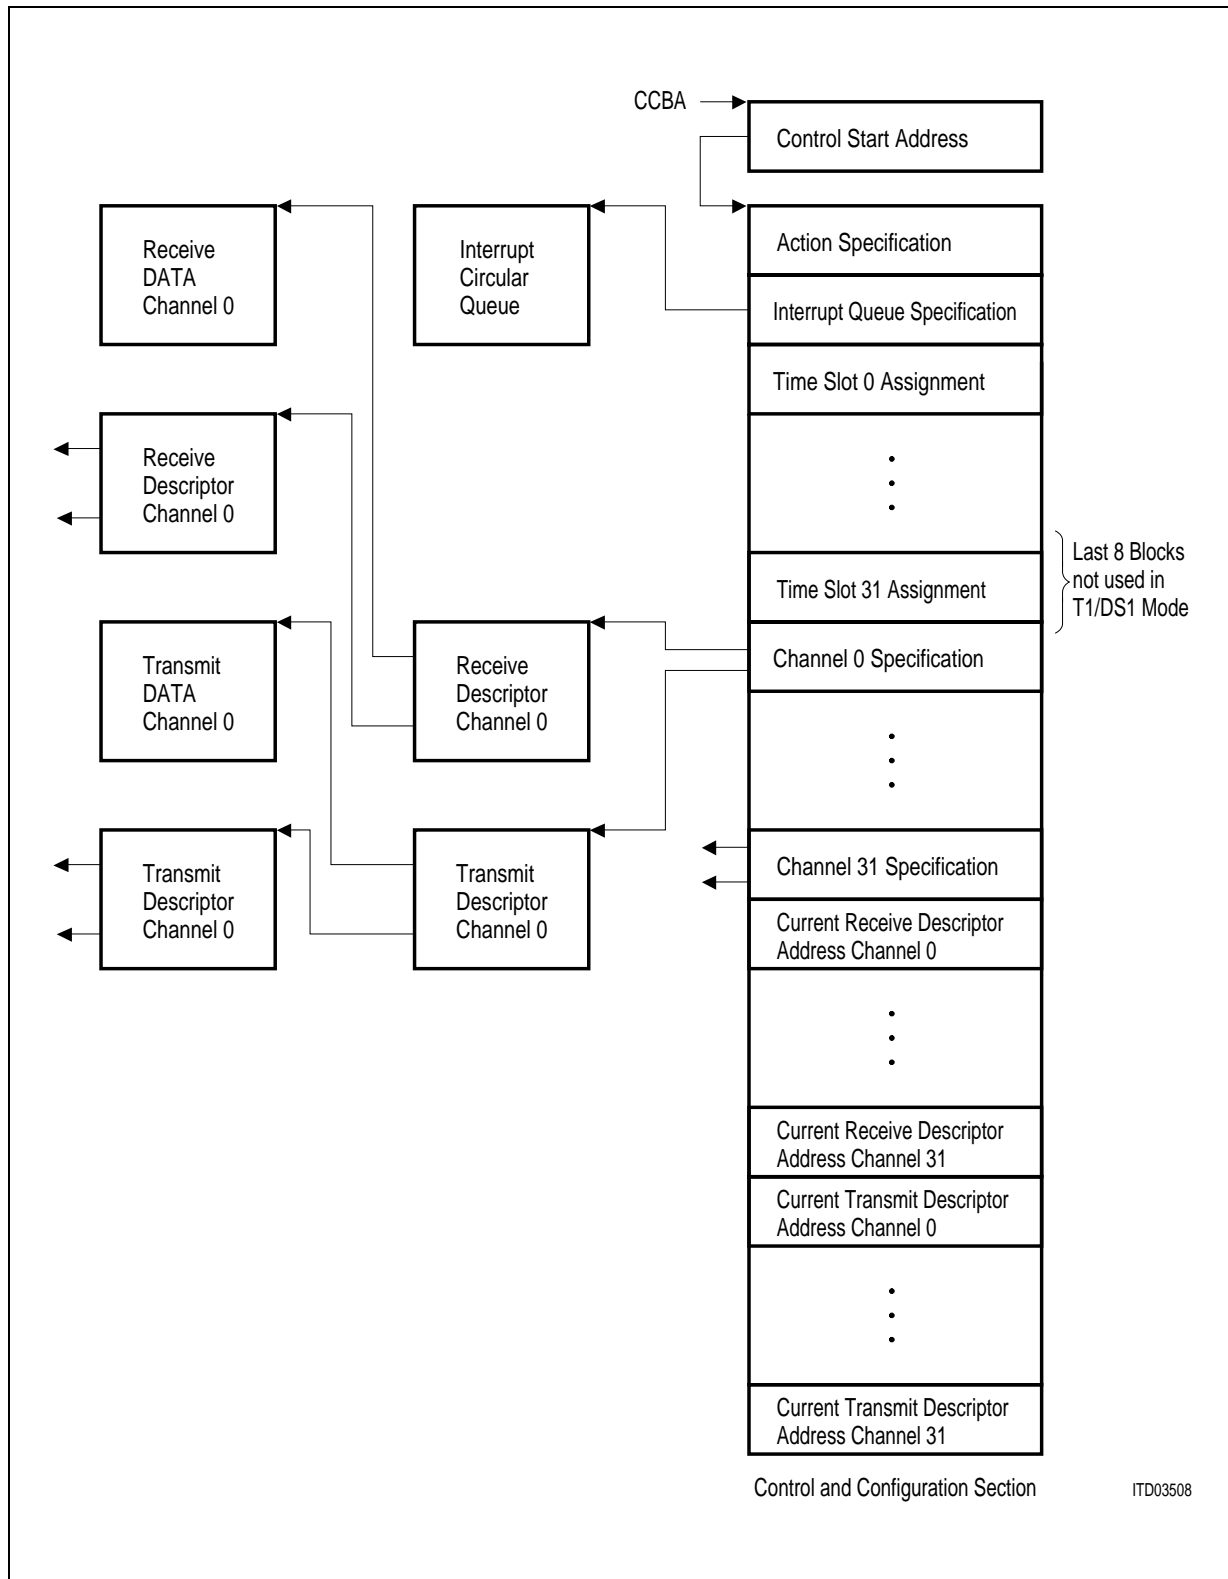 CCBA
Control Start Address
Receive
DATA
Channel 0
Interrupt
Circular
Queue
Action Specification
Interrupt Queue Specification
Time Slot 0 Assignment
Receive
Descriptor
Channel 0
Time Slot 31 Assignment
Last 8 Blocks
not used in
T1/DS1 Mode
Transmit
DATA
Channel 0
Receive
Descriptor
Channel 0
Channel 0 Specification
Transmit
Descriptor
Channel 0
Transmit
Descriptor
Channel 0
Channel 31 Specification
Current Receive Descriptor
Address Channel 0
Current Receive Descriptor
Address Channel 31
Current Transmit Descriptor
Address Channel 0
Current Transmit Descriptor
Address Channel 31
Control and Configuration Section
ITD03508